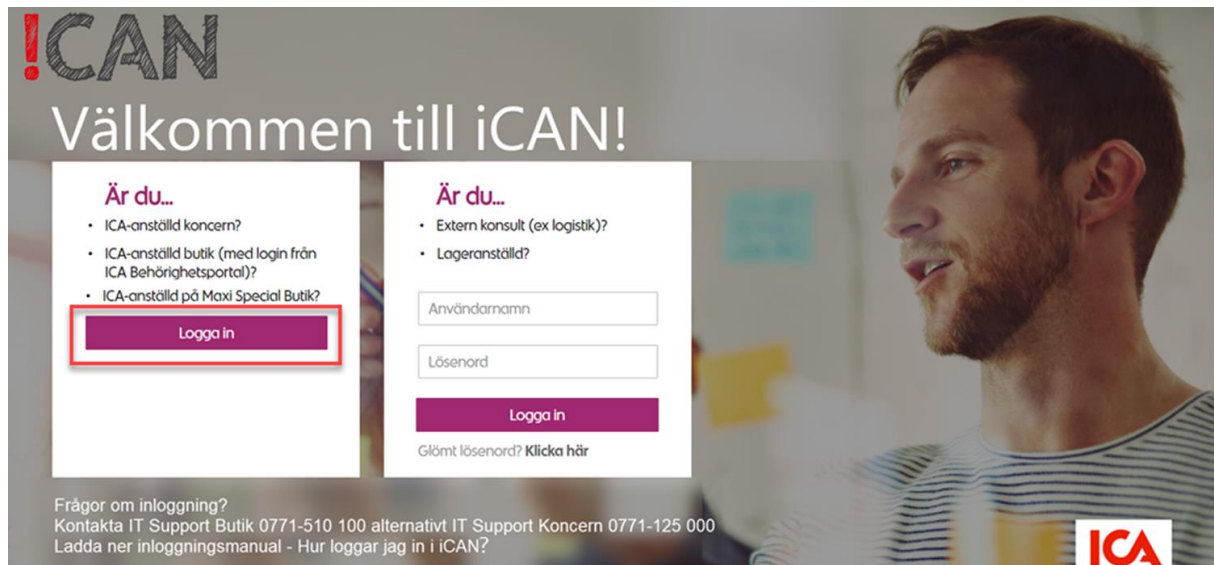 !CAN
Välkommen till iCAN!
Är du...
• ICA-anställd koncern?
• ICA-anställd butik (med login från
ICA Behörighetsportal)?
• ICA-anställd på Maxi Special Butik?
Logga in
Är du...
• Extern konsult (ex logistik)?
• Lageranställd?
Användarnamn
Lösenord
Logga in
Glömt lösenord? Klicka här
Frågor om inloggning?
Kontakta IT Support Butik 0771-510 100 alternativt IT Support Koncern 0771-125 000
Ladda ner inloggningsmanual - Hur loggar jag in i iCAN?
ICA